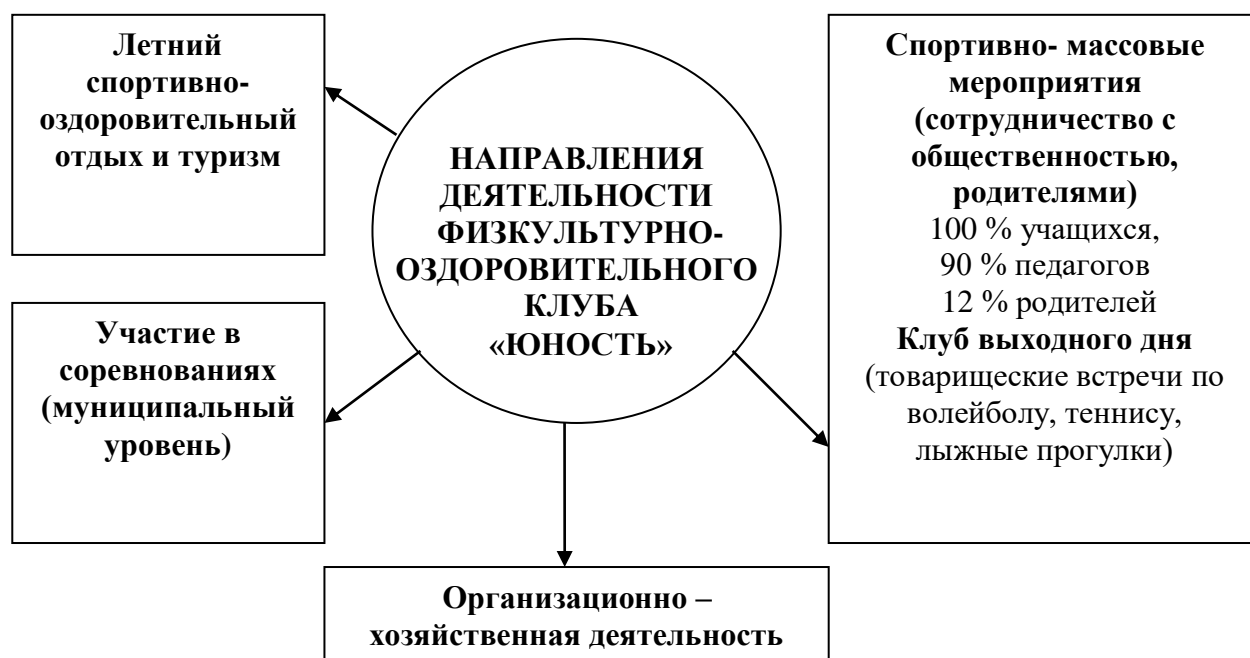 Летний
спортивно-
оздоровительный
отдых и туризм
НАПРАВЛЕНИЯ
ДЕЯТЕЛЬНОСТИ
ФИЗКУЛЬТУРНО-
ОЗДОРОВИТЕЛЬНОГО
КЛУБА
«ЮНОСТЬ»
Спортивно- массовые
мероприятия
(сотрудничество с
общественностью,
родителями)
100 % учащихся,
90 % педагогов
12 % родителей
Клуб выходного дня
(товарищеские встречи по
волейболу, теннису,
лыжные прогулки)
Участие в
соревнованиях
(муниципальный
уровень)
Организационно –
хозяйственная деятельность